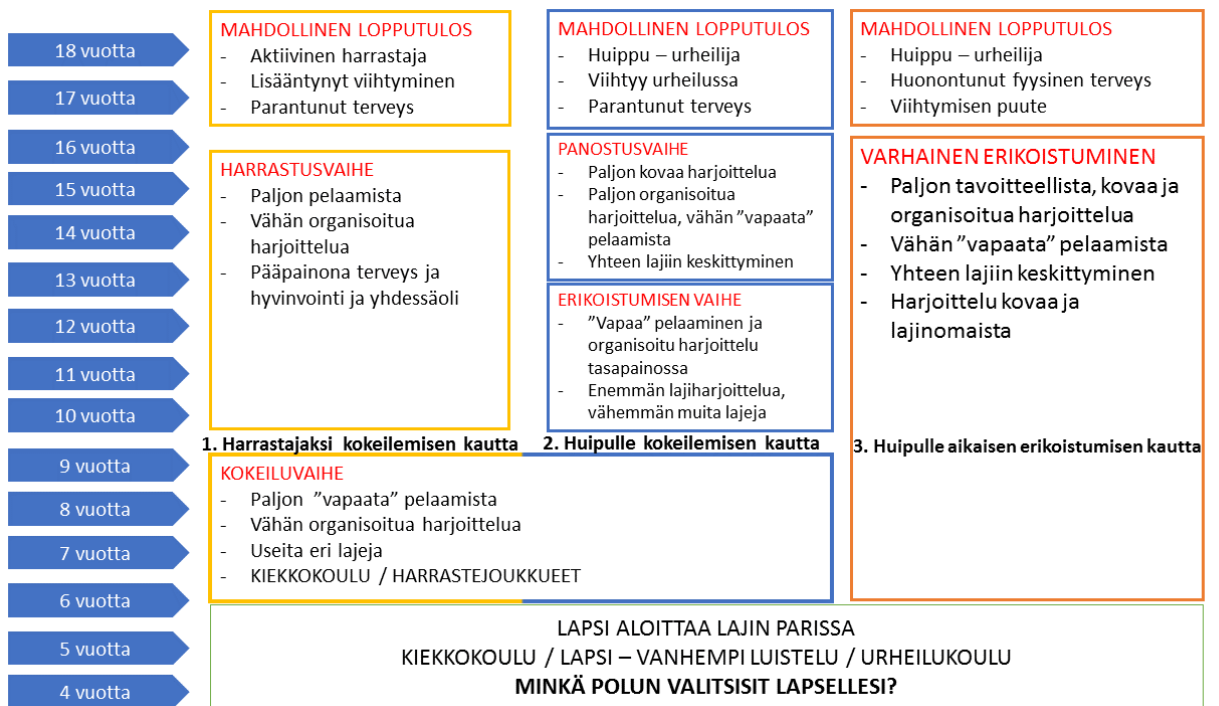 18 vuotta
17 vuotta
16 vuotta
15 vuotta
14 vuotta
13 vuotta
12 vuotta
11 vuotta
10 vuotta
9 vuotta
8 vuotta
7 vuotta
6 vuotta
5 vuotta
4 vuotta
MAHDOLLINEN LOPPUTULOS
- Aktiivinen harrastaja
- Lisääntynyt viihtyminen
- Parantunut terveys
HARRASTUSVAIHE
- Paljon pelaamista
- Vähän organisoitua
harjoittelua
- Pääpainona terveys ja
hyvinvointi ja yhdessäoli
1. Harrastajaksi kokeilemisen kautta
MAHDOLLINEN LOPPUTULOS
- Huippu – urheilija
- Viihtyy urheilussa
- Parantunut terveys
PANOSTUSVAIHE
- Paljon kovaa harjoittelua
- Paljon organisoitua
harjoittelua, vähän ”vapaata”
pelaamista
- Yhteen lajiin keskittyminen
ERIKOISTUMISEN VAIHE
- ”Vapaa” pelaaminen ja
organisoitu harjoittelu
tasapainossa
- Enemmän lajiharjoittelua,
vähemmän muita lajeja
2. Huipulle kokeilemisen kautta
MAHDOLLINEN LOPPUTULOS
- Huippu – urheilija
- Huonontunut fyysinen terveys
- Viihtymisen puute
VARHAINEN ERIKOISTUMINEN
- Paljon tavoitteellista, kovaa ja
organisoitua harjoittelua
- Vähän ”vapaata” pelaamista
- Yhteen lajiin keskittyminen
- Harjoittelu kovaa ja
lajinomaista
3. Huipulle aikaisen erikoistumisen kautta
KOKEILUVAIHE
- Paljon ”vapaata” pelaamista
- Vähän organisoitua harjoittelua
- Useita eri lajeja
- KIEKKOKOULU / HARRASTEJOUKKUEET
LAPSI ALOITTAA LAJIN PARISSA
KIEKKOKOULU / LAPSI – VANHEMPI LUISTELU / URHEILUKOULU
MINKÄ POLUN VALITSISIT LAPSELLESI?